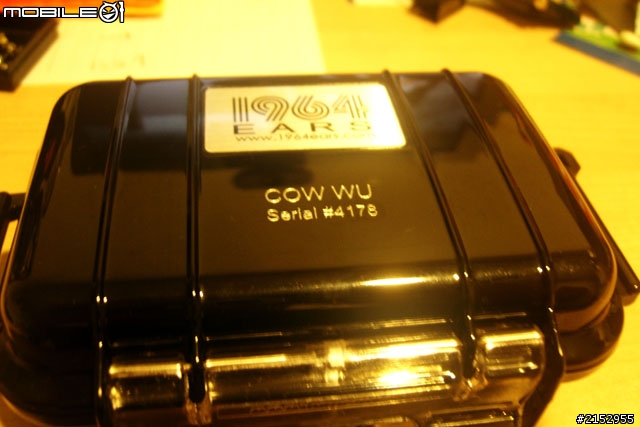 MOBILE01
1964
EARS
www.1964ears.com
COW WU
Serial #4178
#2152955